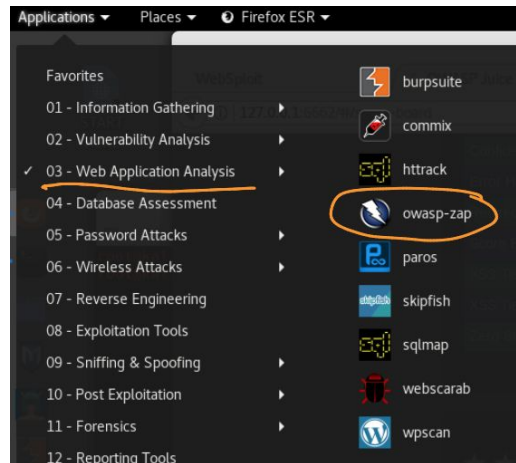 Applications Places Firefox ESR
Favorites
01 - Information Gathering
02 - Vulnerability Analysis
03 - Web Application Analysis
04 - Database Assessment
05 - Password Attacks
06 - Wireless Attacks
07 - Reverse Engineering
08 - Exploitation Tools
09 - Sniffing & Spoofing
10 - Post Exploitation
11 - Forensics
12 - Reporting Tools
burpsuite
commix
httrack
owasp-zap
paros
skipfish
sqlmap
webscarab
wpscan